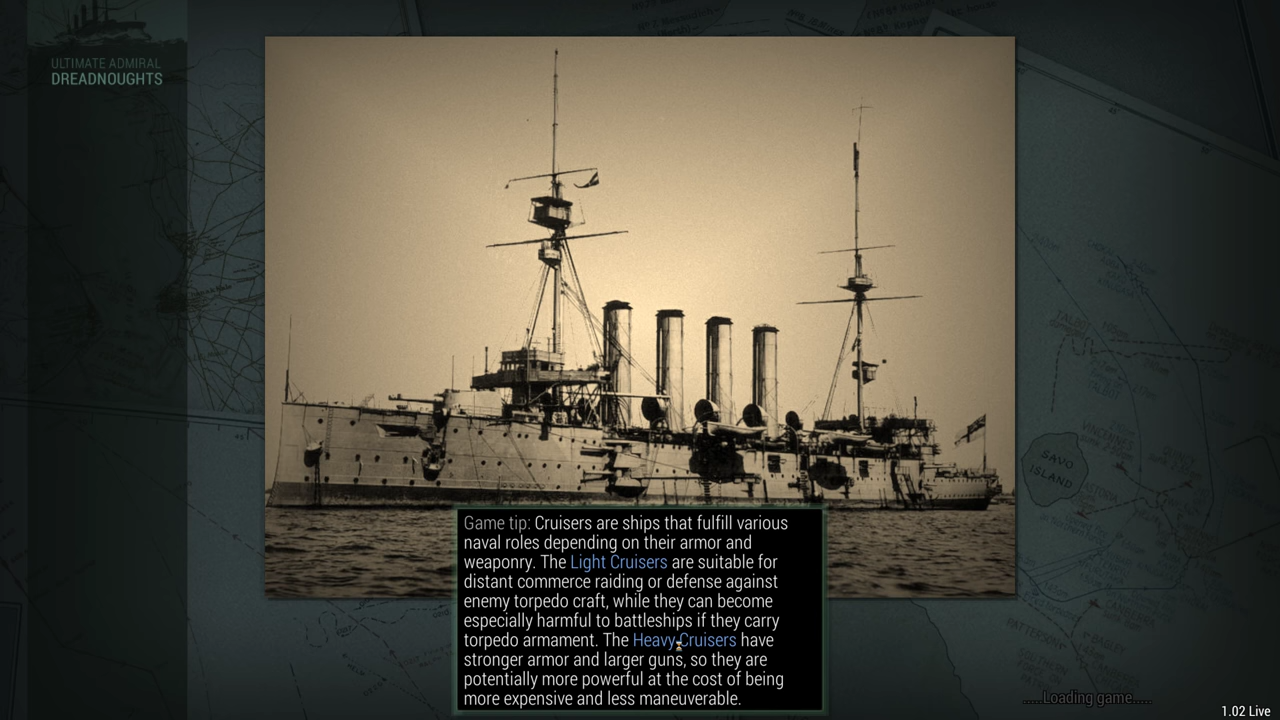 ULTIMATE ADMIRAL
DREADNOUGHTS
Game tip: Cruisers are ships that fulfill various
naval roles depending on their armor and
weaponry. The Light Cruisers are suitable for
distant commerce raiding or defense against
enemy torpedo craft, while they can become
especially harmful to battleships if they carry
torpedo armament. The Heavy Cruisers have
stronger armor and larger guns, so they are
potentially more powerful at the cost of being
more expensive and less maneuverable.
SAVO
ISLAND
.....Loading game.....
1.02 Live